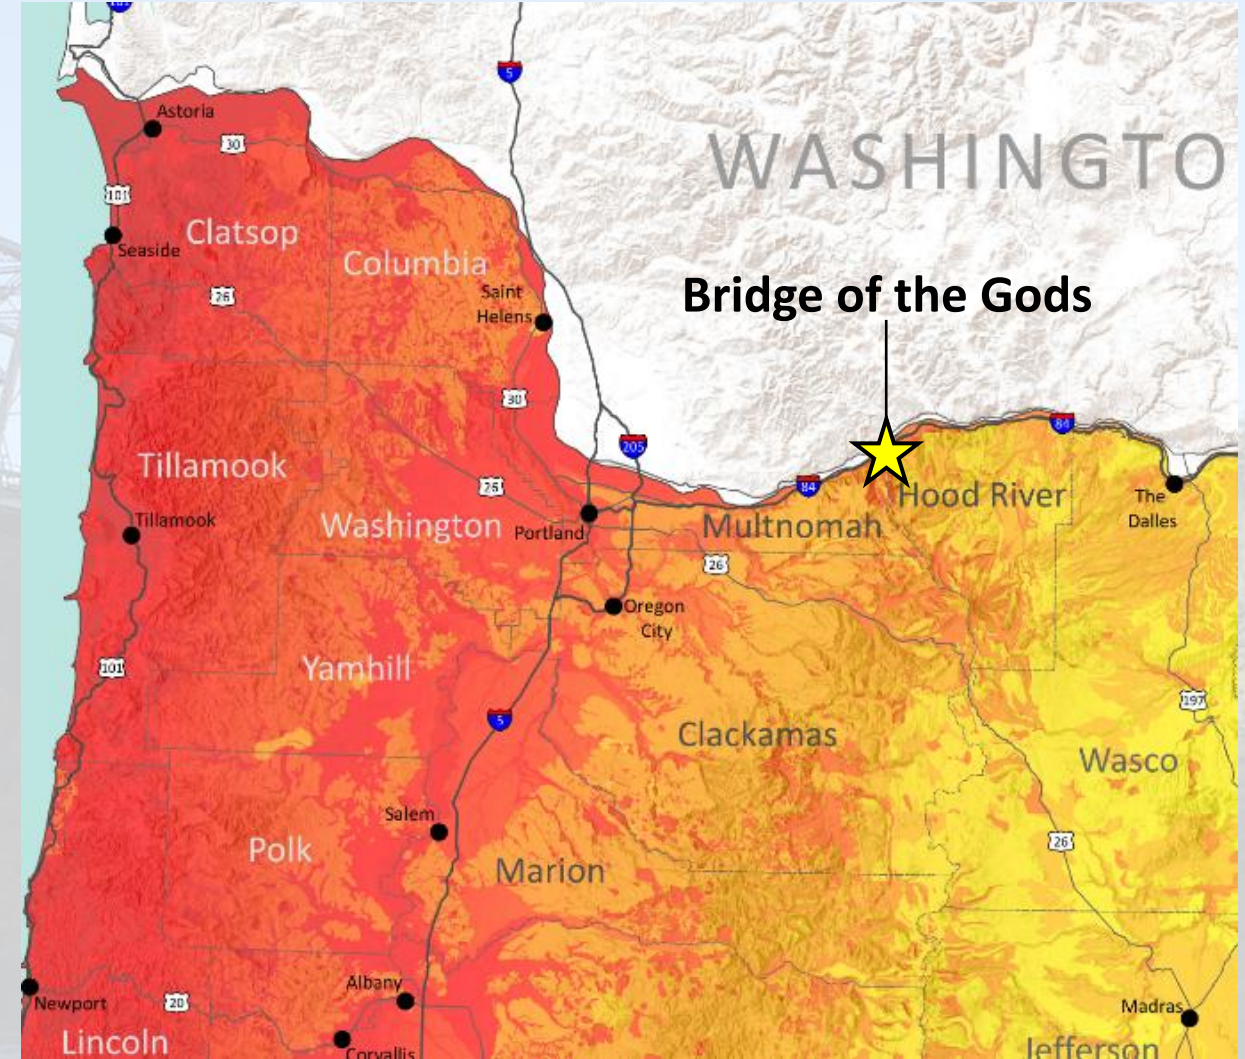 101
5
Astoria
30
WASHINGTO
101
Clatsop
Seaside
Columbia
26
Saint
Helens
Bridge of the Gods
30
84
205
Tillamook
26
84
Hood River
The
Dalles
Tillamook
Washington
Portland
Multnomah
26
Oregon
City
101
Yamhill
197
5
Clackamas
Wasco
Salem
26
Polk
Marion
Albany
Newport
20
Madras
Lincoln
Corvallis
Jefferson